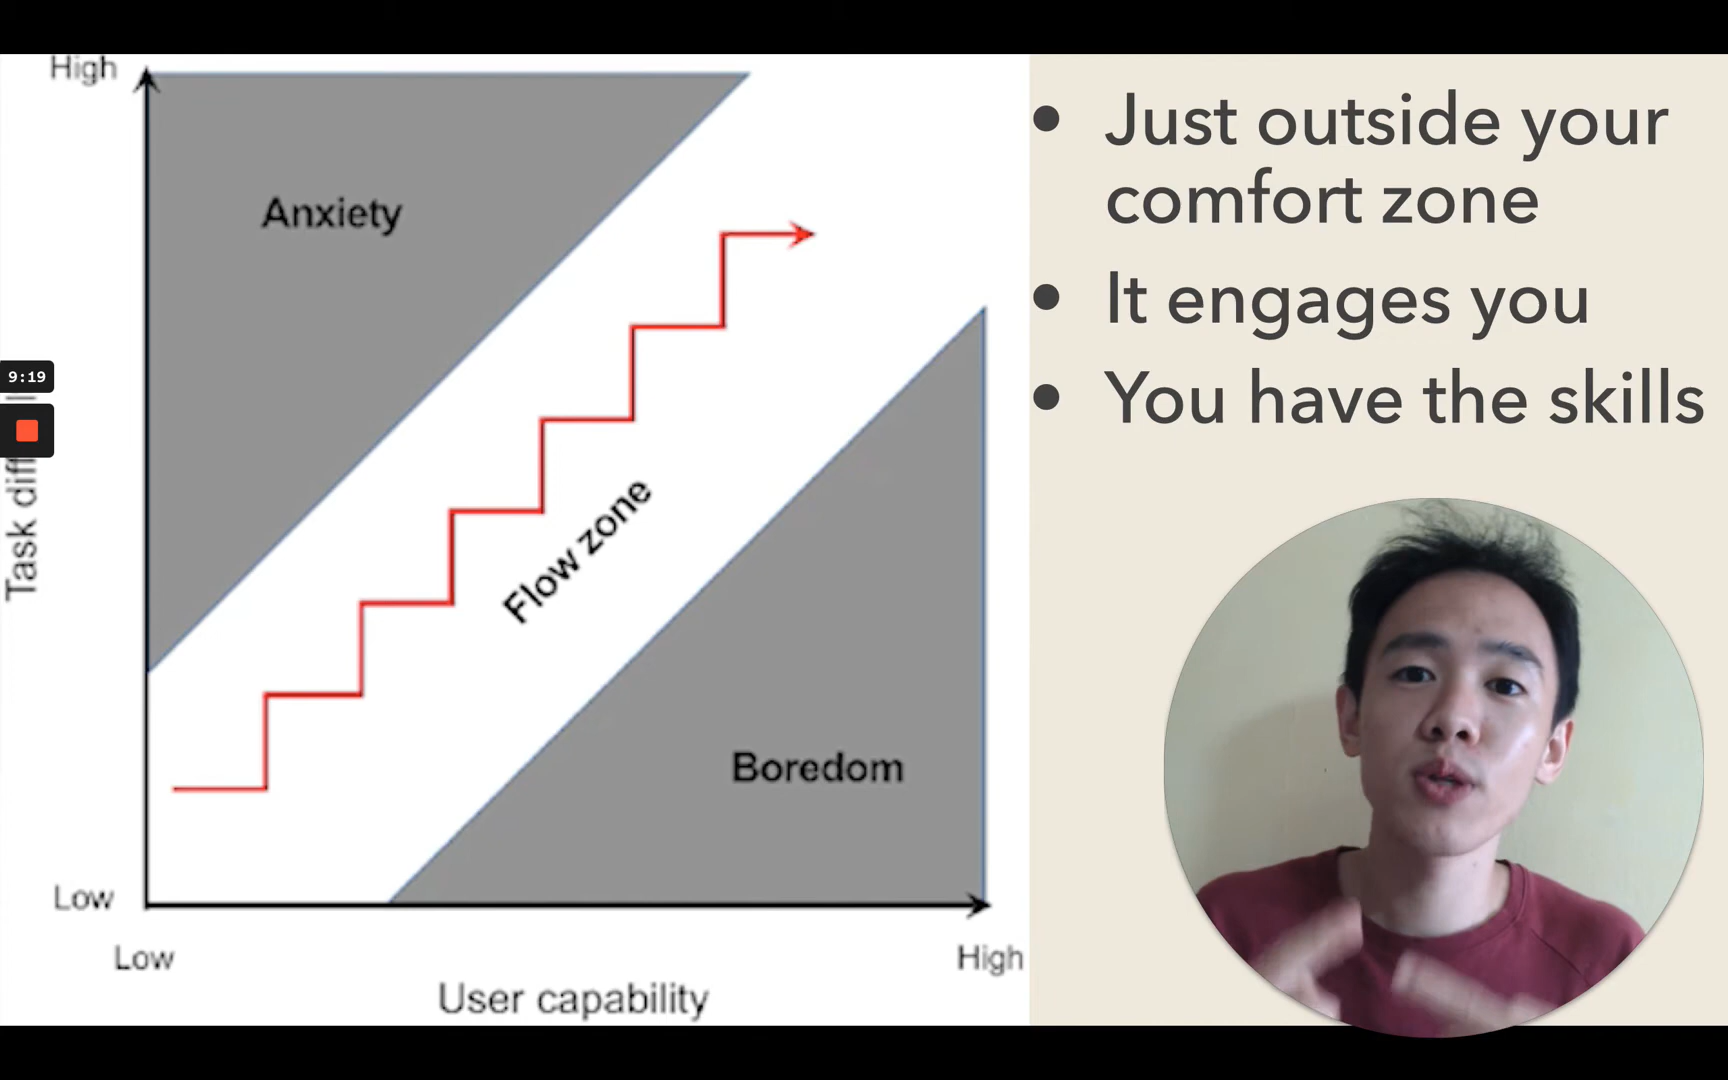 High
Anxiety
Flow zone
Boredom
Task
Low
Low
High
User capability
9:19
• Just outside your
comfort zone
• It engages you
• You have the skills